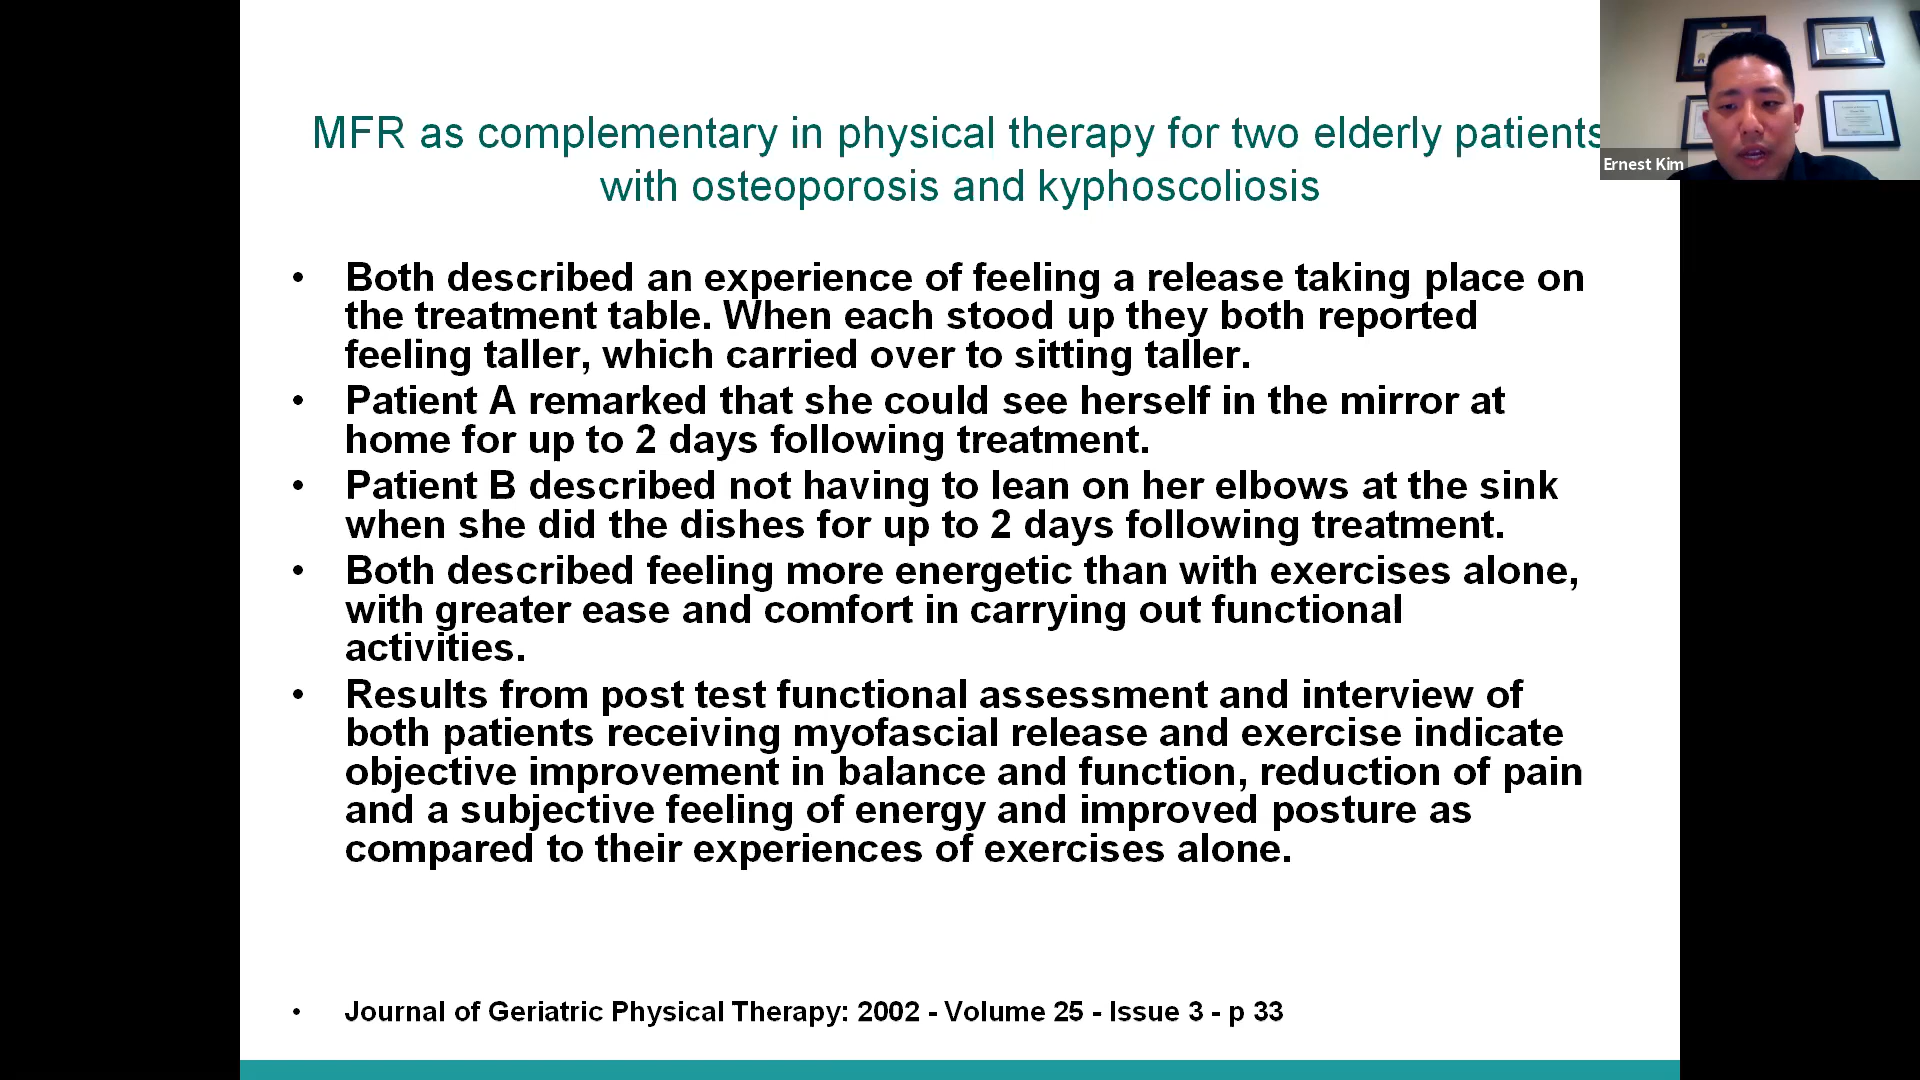 MFR as complementary in physical therapy for two elderly patients
with osteoporosis and kyphoscoliosis
Ernest Kim
• Both described an experience of feeling a release taking place on
the treatment table. When each stood up they both reported
feeling taller, which carried over to sitting taller.
• Patient A remarked that she could see herself in the mirror at
home for up to 2 days following treatment.
• Patient B described not having to lean on her elbows at the sink
when she did the dishes for up to 2 days following treatment.
• Both described feeling more energetic than with exercises alone,
with greater ease and comfort in carrying out functional
activities.
• Results from post test functional assessment and interview of
both patients receiving myofascial release and exercise indicate
objective improvement in balance and function, reduction of pain
and a subjective feeling of energy and improved posture as
compared to their experiences of exercises alone.
• Journal of Geriatric Physical Therapy: 2002 - Volume 25 - Issue 3 - p 33